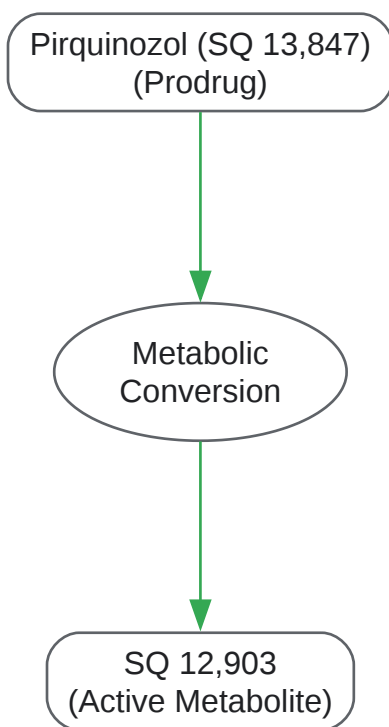 Pirquinozol (SQ 13,847)
(Prodrug)
Metabolic
Conversion
SQ 12,903
(Active Metabolite)